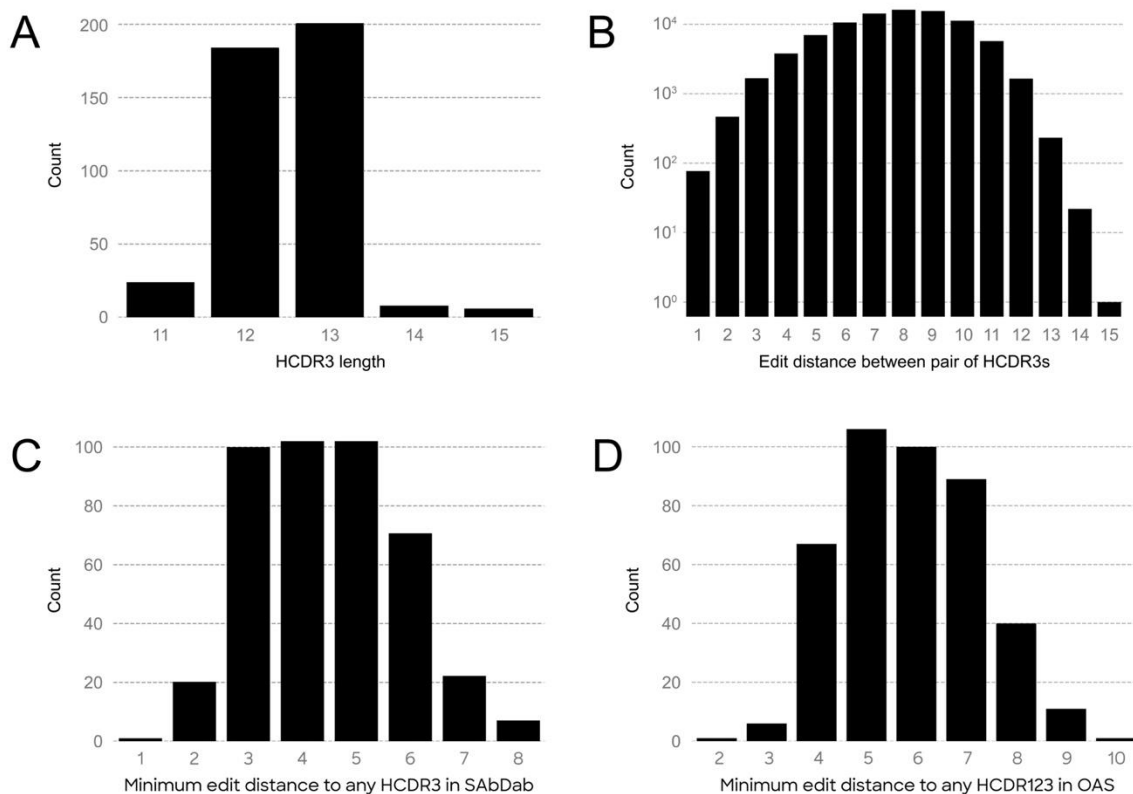 A
Count
200
150
100
50
0
11 12 13 14 15
HCDR3 length
B
Count
10⁴
10³
10²
10¹
10⁰
1 2 3 4 5 6 7 8 9 10 11 12 13 14 15
Edit distance between pair of HCDR3s
C
Count
100
80
60
40
20
0
1 2 3 4 5 6 7 8
Minimum edit distance to any HCDR3 in SAbDab
D
Count
100
80
60
40
20
0
2 3 4 5 6 7 8 9 10
Minimum edit distance to any HCDR123 in OAS